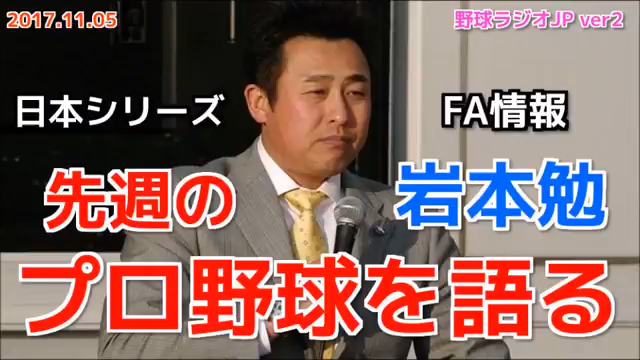 2017.11.05
野球ラジオJP ver2
日本シリーズ
FA情報
先週の
岩本勉
プロ野球を語る